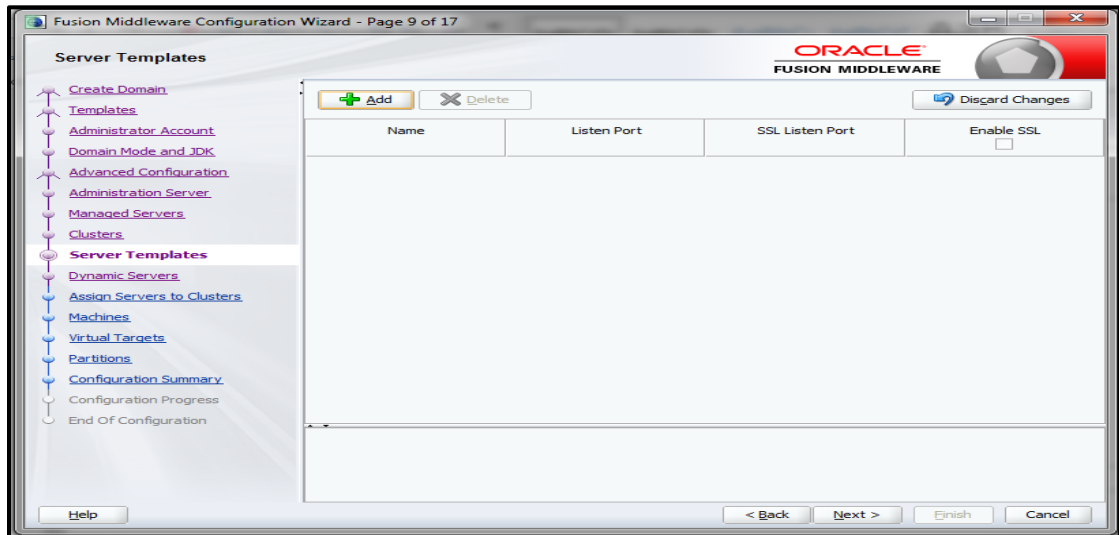 Fusion Middleware Configuration Wizard - Page 9 of 17
Server Templates
ORACLE
FUSION MIDDLEWARE
Create Domain
Templates
Administrator Account
Domain Mode and JDK
Advanced Configuration
Administration Server
Managed Servers
Clusters
Server Templates
Dynamic Servers
Assign Servers to Clusters
Machines
Virtual Targets
Partitions
Configuration Summary
Configuration Progress
End Of Configuration
Add Delete Discard Changes
Name Listen Port SSL Listen Port Enable SSL
Help < Back Next > Finish Cancel